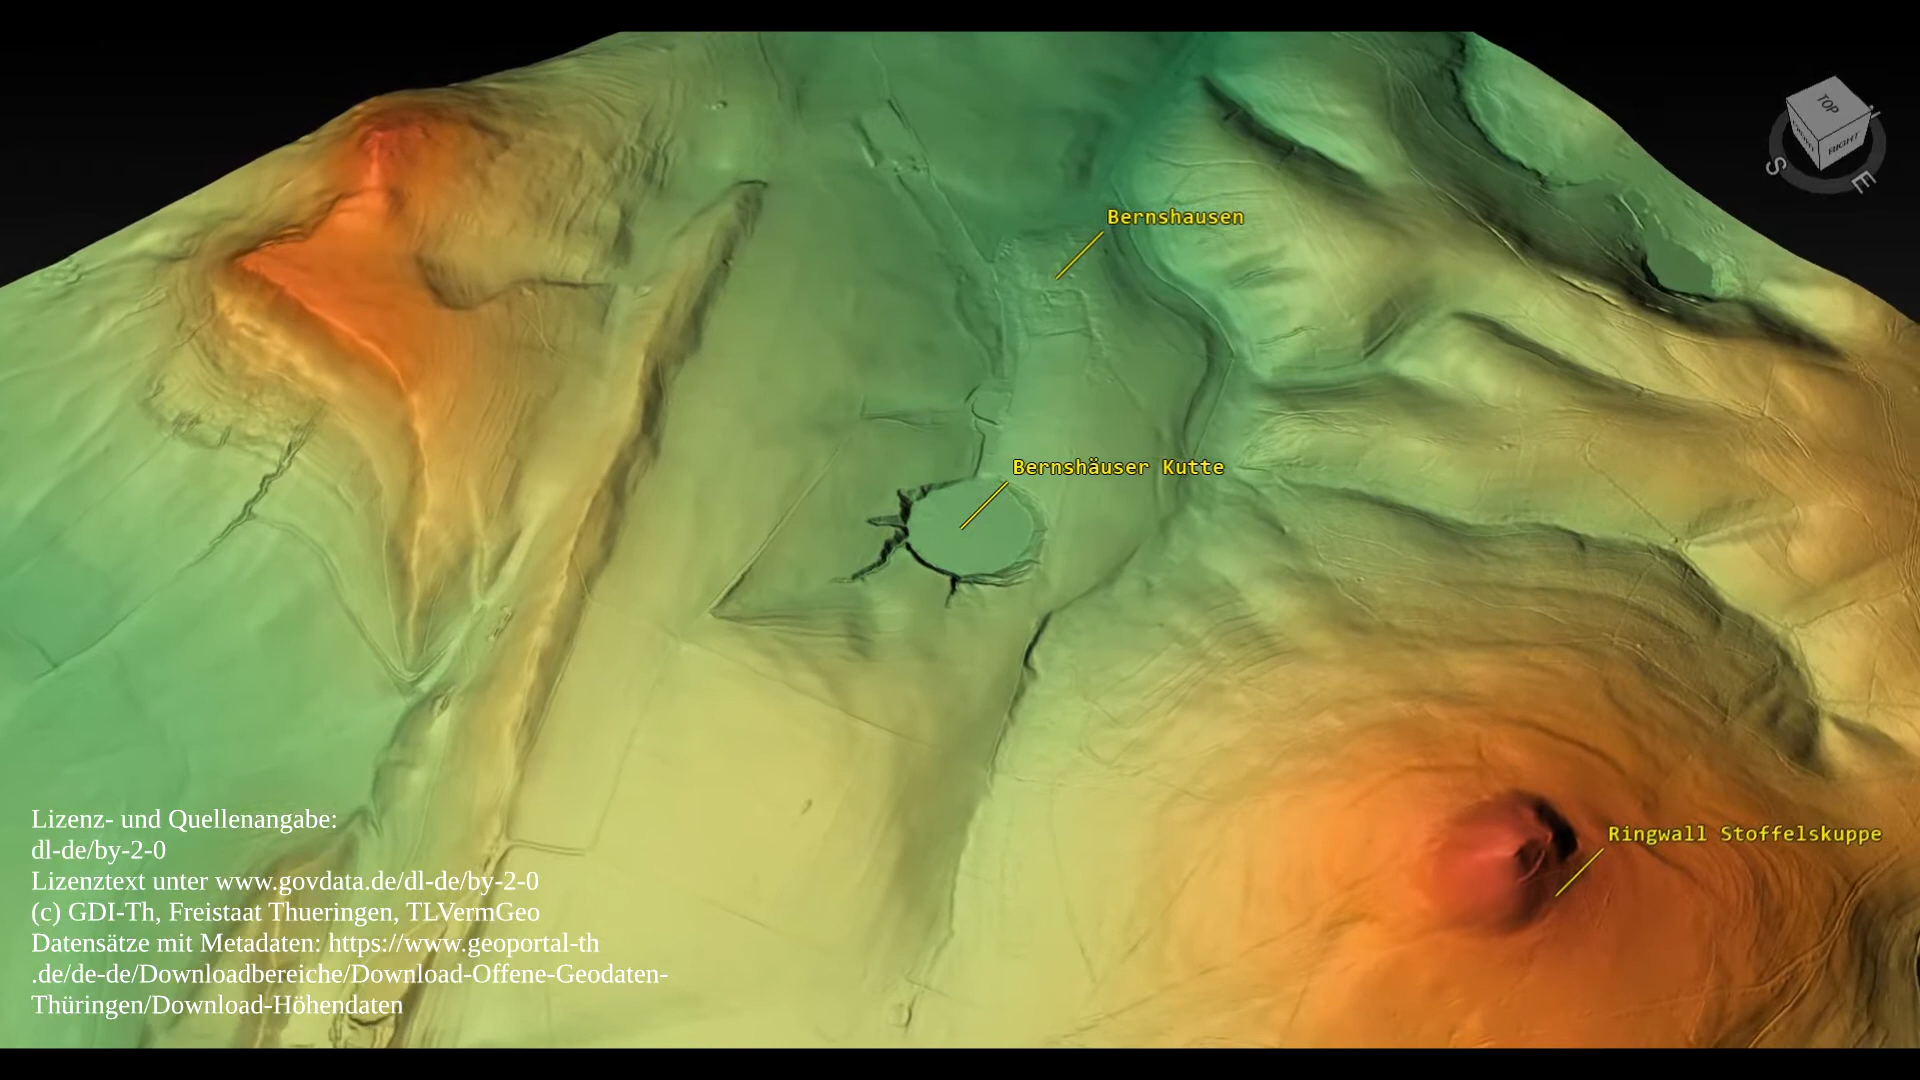 TOP
RIGHT
S
E
Bernshausen
Bernshäuser Kutte
Ringwall Stoffelskuppe
Lizenz- und Quellenangabe:
dl-de/by-2-0
Lizenztext unter www.govdata.de/dl-de/by-2-0
(c) GDI-Th, Freistaat Thueringen, TLVermGeo
Datensätze mit Metadaten: https://www.geoportal-th
.de/de-de/Downloadbereiche/Download-Offene-Geodaten-
Thüringen/Download-Höhendaten